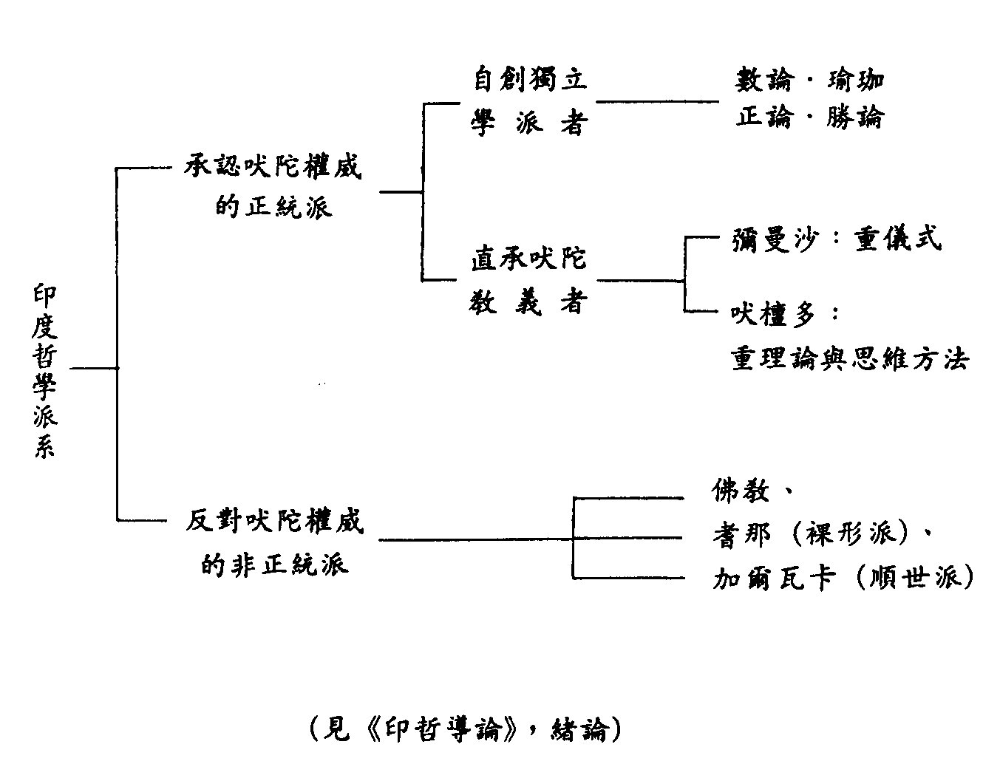 印度哲學派系
承認吠陀權威
的正統派
自創獨立
學派者
數論·瑜珈
正論·勝論
直承吠陀
教義者
彌曼沙:重儀式
吠檀多:
重理論與思維方法
反對吠陀權威
的非正統派
佛教、
耆那(裸形派)、
加爾瓦卡(順世派)
(見《印哲導論》,緒論)